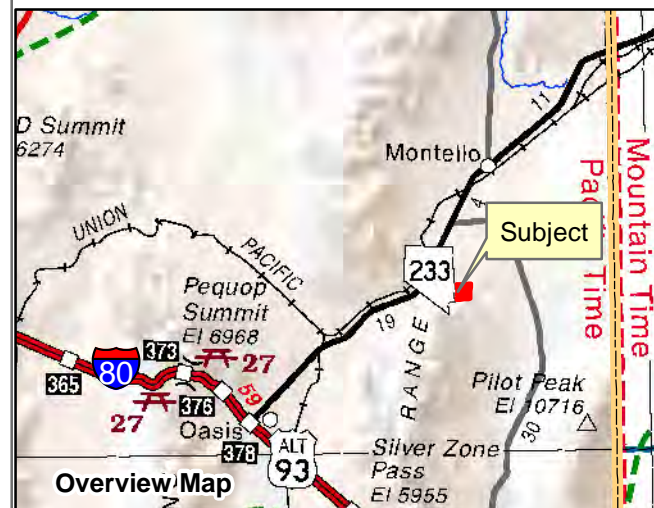 D Summit
6274
11
Montello
Mountain Time
Pacific Time
4
UNION
PACIFIC
Subject
233
Pequop
Summit
El 6968
19
RANGE
373
27
80
365
376
59
27
Pilot Peak
El 10716
30
Oasis
378
ALT
93
Silver Zone
Pass
El 5955
Overview Map